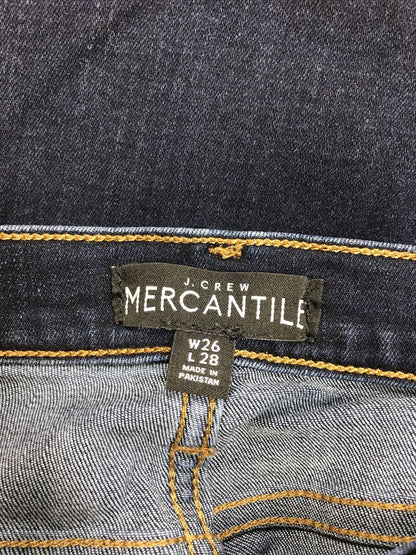 J. CREW
MERCANTILE
W26
L 28
MADE IN
PAKISTAN